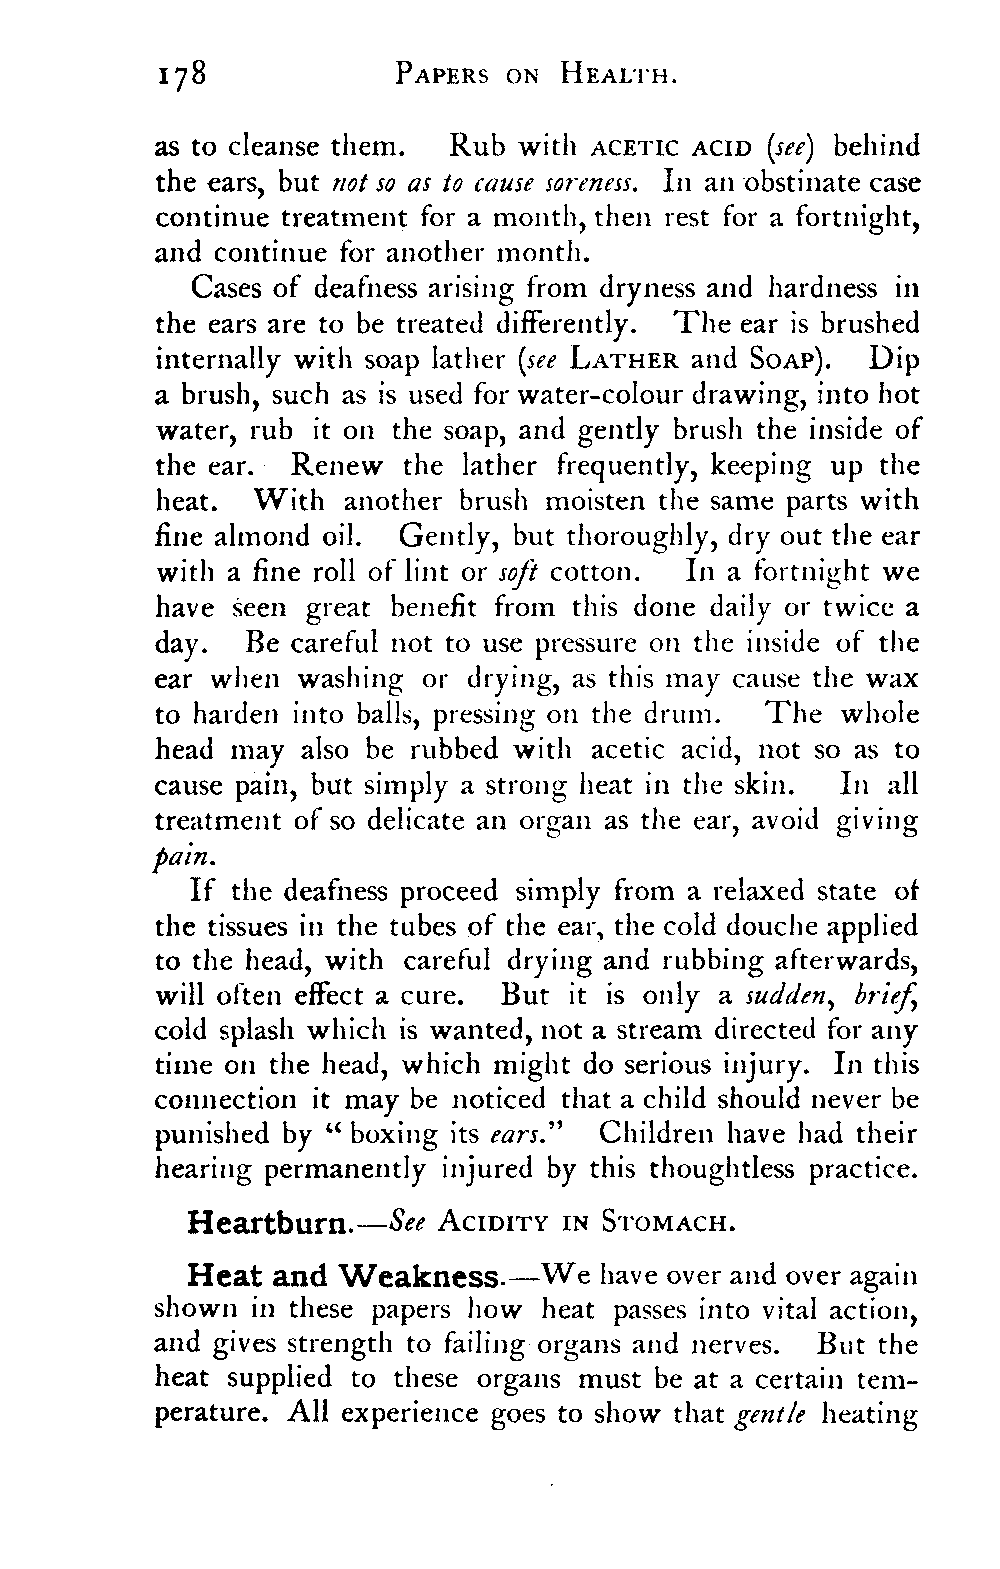 178 PAPERS ON HEALTH.
as to cleanse them. Rub with ACETIC ACID (see) behind
the ears, but not so as to cause soreness. In an obstinate case
continue treatment for a month, then rest for a fortnight,
and continue for another month.
Cases of deafness arising from dryness and hardness in
the ears are to be treated differently. The ear is brushed
internally with soap lather (see LATHER and SOAP). Dip
a brush, such as is used for water-colour drawing, into hot
water, rub it on the soap, and gently brush the inside of
the ear. Renew the lather frequently, keeping up the
heat. With another brush moisten the same parts with
fine almond oil. Gently, but thoroughly, dry out the ear
with a fine roll of lint or soft cotton. In a fortnight we
have seen great benefit from this done daily or twice a
day. Be careful not to use pressure on the inside of the
ear when washing or drying, as this may cause the wax
to harden into balls, pressing on the drum. The whole
head may also be rubbed with acetic acid, not so as to
cause pain, but simply a strong heat in the skin. In all
treatment of so delicate an organ as the ear, avoid giving
pain.
If the deafness proceed simply from a relaxed state of
the tissues in the tubes of the ear, the cold douche applied
to the head, with careful drying and rubbing afterwards,
will often effect a cure. But it is only a sudden, brief,
cold splash which is wanted, not a stream directed for any
time on the head, which might do serious injury. In this
connection it may be noticed that a child should never be
punished by “boxing its ears.” Children have had their
hearing permanently injured by this thoughtless practice.
Heartburn.—See ACIDITY IN STOMACH.
Heat and Weakness.—We have over and over again
shown in these papers how heat passes into vital action,
and gives strength to failing organs and nerves. But the
heat supplied to these organs must be at a certain tem-
perature. All experience goes to show that gentle heating